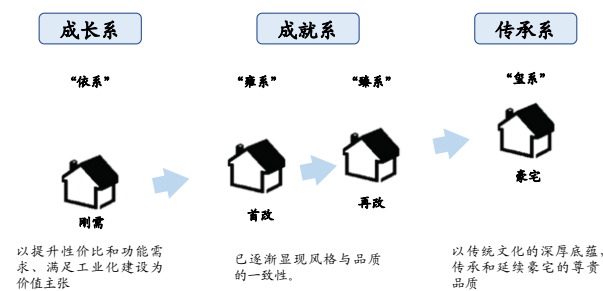 成长系
成就系
传承系
“依系”
“雍系”
“臻系”
“玺系”
刚需
首改
再改
豪宅
以提升性价比和功能需
求、满足工业化建设为
价值主张
已逐渐显现风格与品质
的一致性。
以传统文化的深厚底蕴，
传承和延续豪宅的尊贵
品质